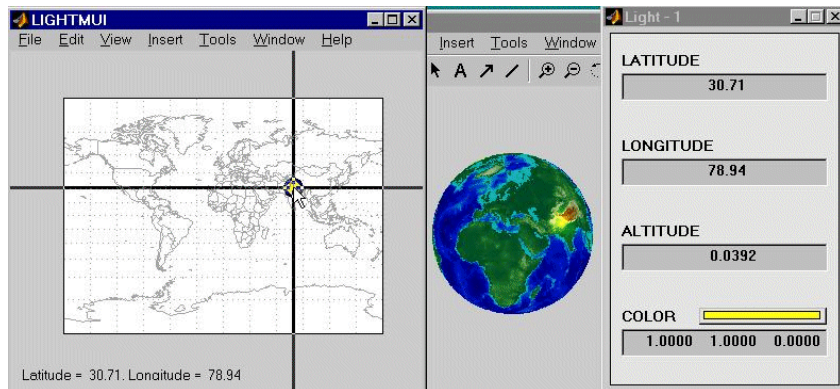 LIGHTMUI
File Edit View Insert Tools Window Help
Latitude = 30.71. Longitude = 78.94
Insert Tools Window
A
Light - 1
LATITUDE
30.71
LONGITUDE
78.94
ALTITUDE
0.0392
COLOR
1.0000 1.0000 0.0000